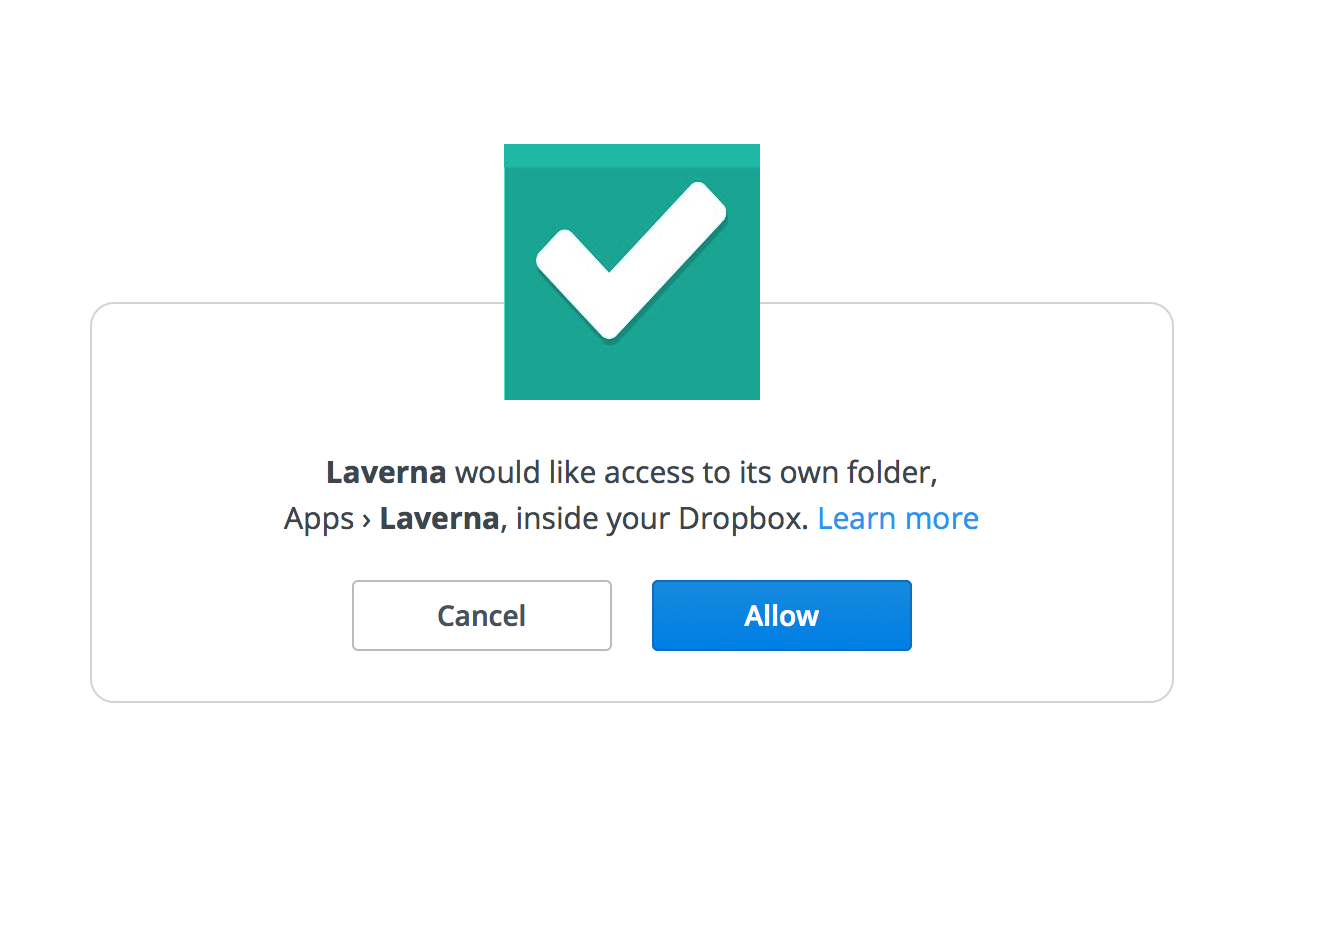 Laverna would like access to its own folder,
Apps › Laverna, inside your Dropbox. Learn more
Cancel
Allow